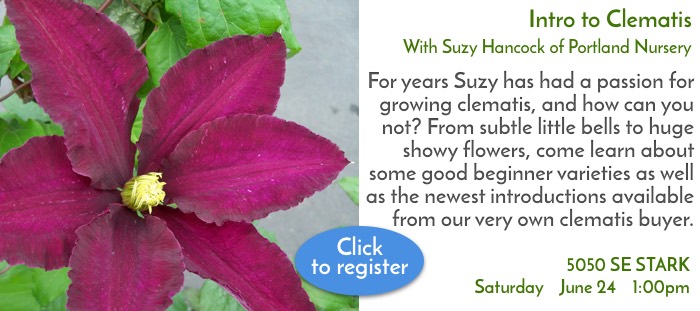 Intro to Clematis
With Suzy Hancock of Portland Nursery
For years Suzy has had a passion for
growing clematis, and how can you
not? From subtle little bells to huge
showy flowers, come learn about
some good beginner varieties as well
as the newest introductions available
from our very own clematis buyer.
Click
to register
5050 SE STARK
Saturday June 24 1:00pm